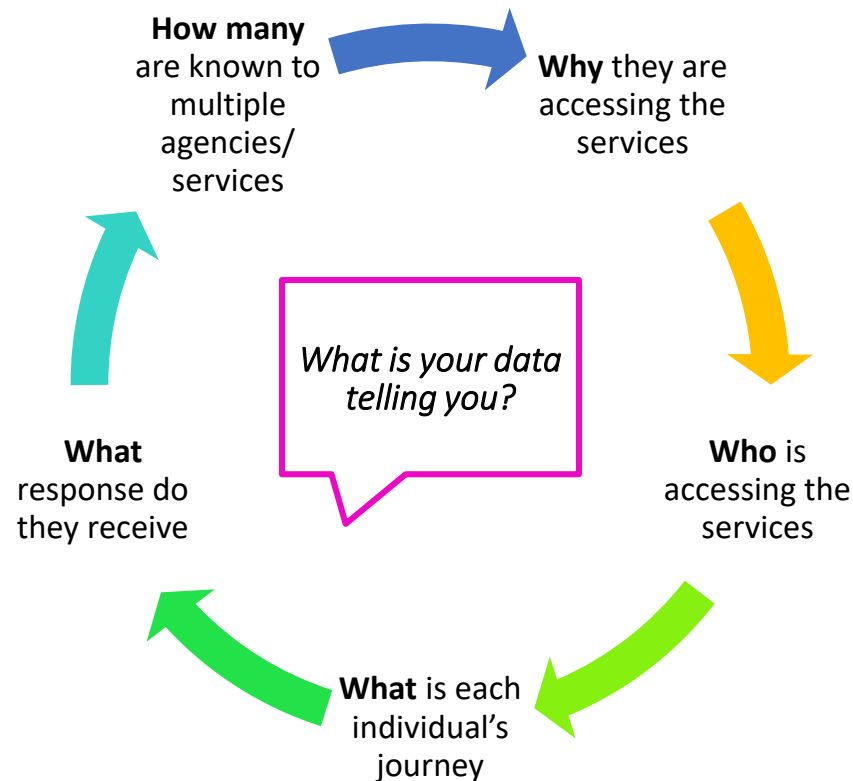 How many
are known to
multiple
agencies/
services
Why they are
accessing the
services
Who is
accessing the
services
What is each
individual’s
journey
What
response do
they receive
What is your data
telling you?